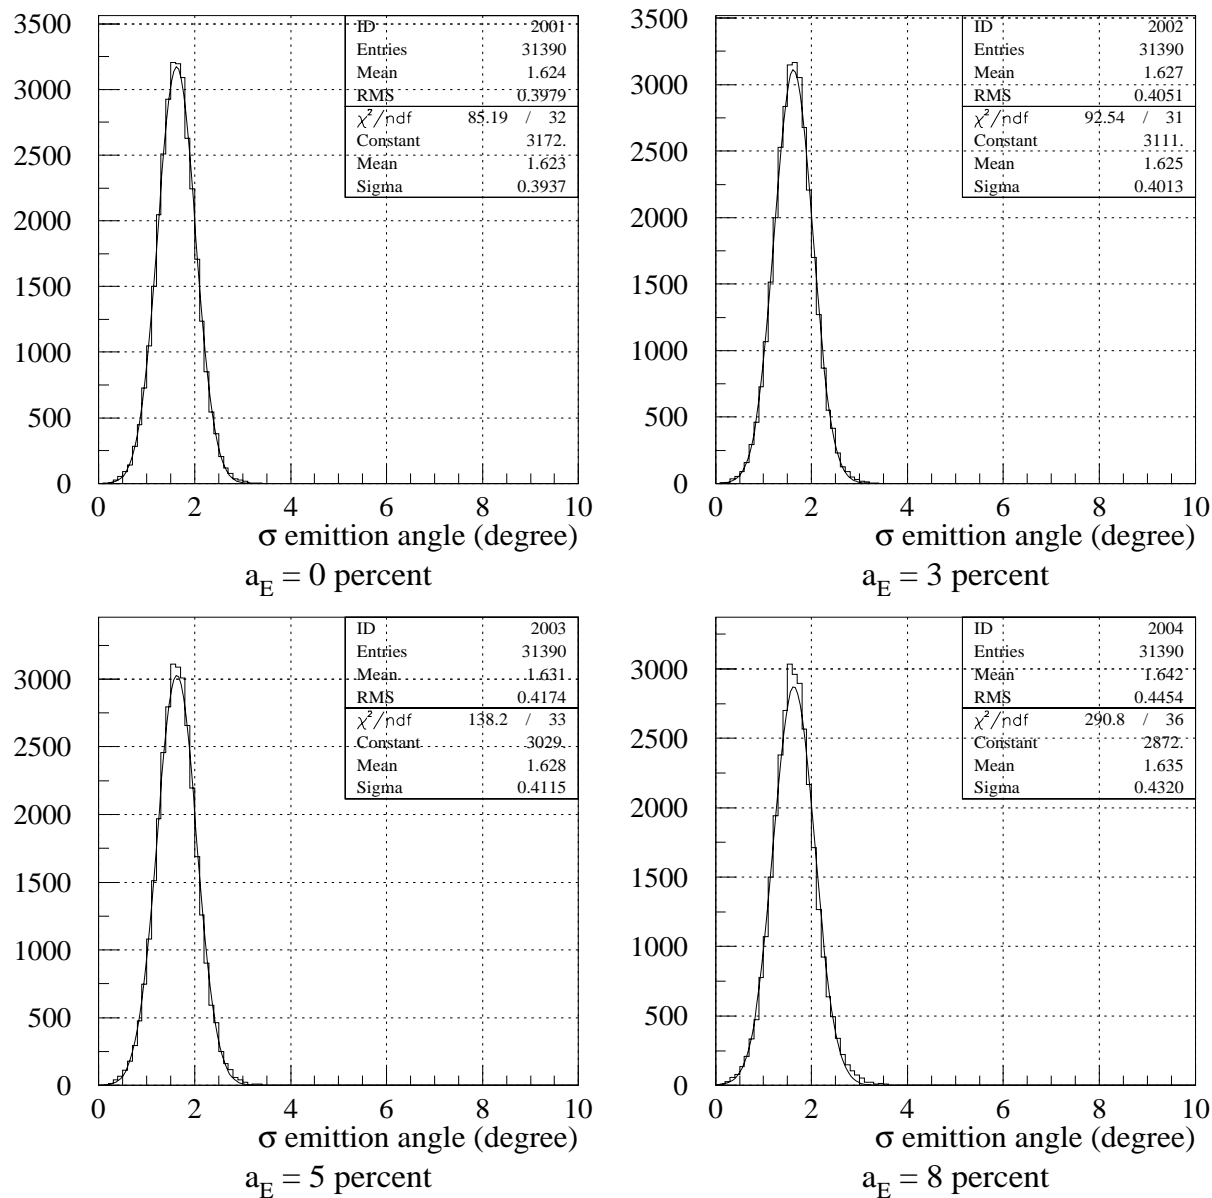 3500
3000
2500
2000
1500
1000
500
0
0 2 4 6 8 10
ID 2001
Entries 31390
Mean 1.624
RMS 0.3979
χ²/ndf 85.19 / 32
Constant 3172.
Mean 1.623
Sigma 0.3937
σ emittion angle (degree)
a_E = 0 percent
3500
3000
2500
2000
1500
1000
500
0
0 2 4 6 8 10
ID 2002
Entries 31390
Mean 1.627
RMS 0.4051
χ²/ndf 92.54 / 31
Constant 3111.
Mean 1.625
Sigma 0.4013
σ emittion angle (degree)
a_E = 3 percent
3000
2500
2000
1500
1000
500
0
0 2 4 6 8 10
ID 2003
Entries 31390
Mean 1.631
RMS 0.4174
χ²/ndf 138.2 / 33
Constant 3029.
Mean 1.628
Sigma 0.4115
σ emittion angle (degree)
a_E = 5 percent
3000
2500
2000
1500
1000
500
0
0 2 4 6 8 10
ID 2004
Entries 31390
Mean 1.642
RMS 0.4454
χ²/ndf 290.8 / 36
Constant 2872.
Mean 1.635
Sigma 0.4320
σ emittion angle (degree)
a_E = 8 percent